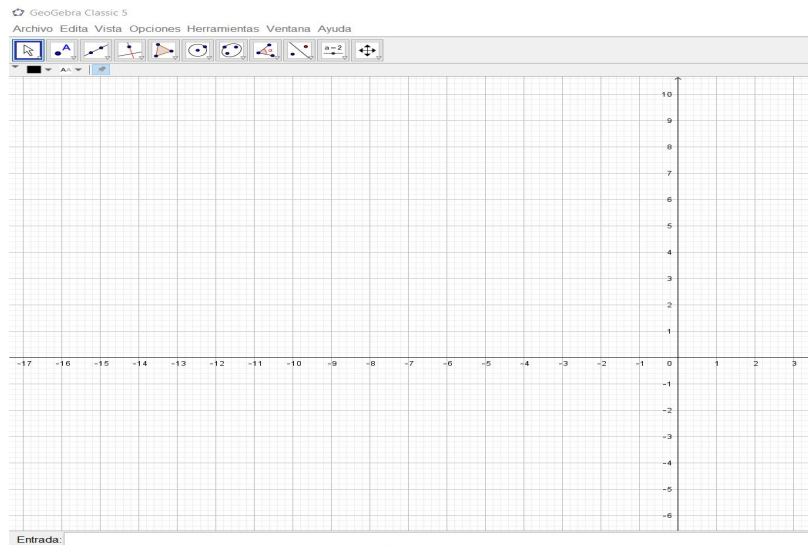 GeoGebra Classic 5
Archivo Edita Vista Opciones Herramientas Ventana Ayuda
A
α
a=2
AA
10
9
8
7
6
5
4
3
2
1
-17 -16 -15 -14 -13 -12 -11 -10 -9 -8 -7 -6 -5 -4 -3 -2 -1 0 1 2 3
-1
-2
-3
-4
-5
-6
Entrada: